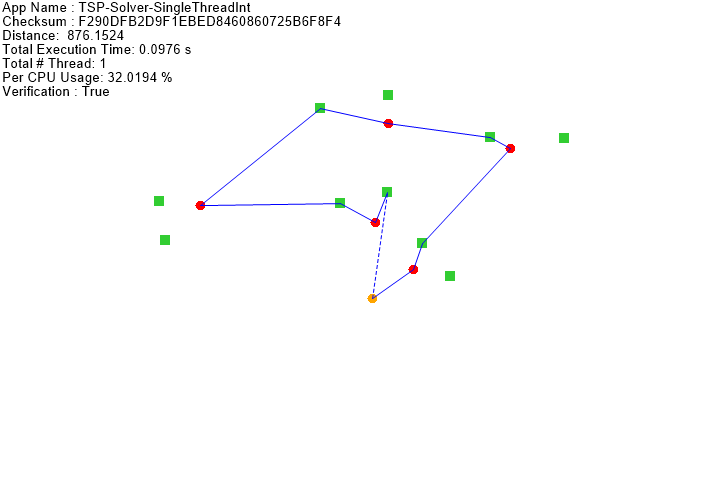 App Name : TSP-Solver-SingleThreadInt
Checksum : F290DFB2D9F1EBED8460860725B6F8F4
Distance:  876.1524
Total Execution Time: 0.0976 s
Total # Thread: 1
Per CPU Usage: 32.0194 %
Verification : True